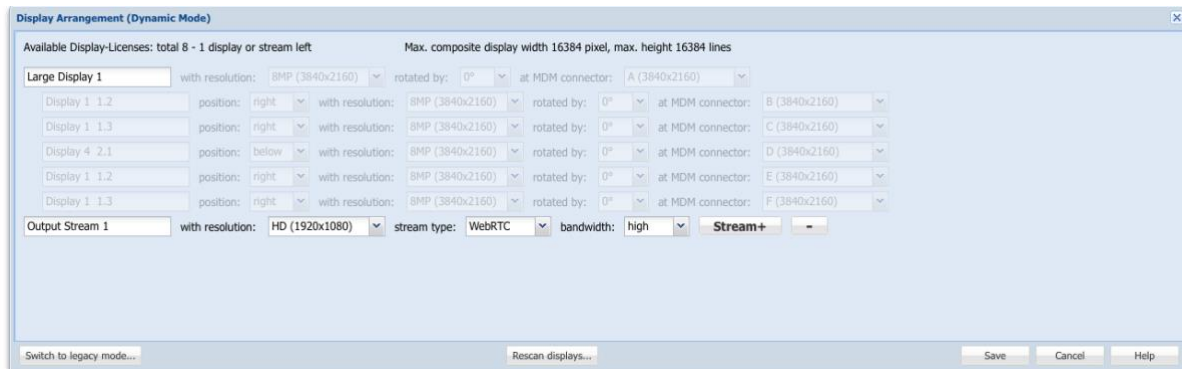 Display Arrangement (Dynamic Mode)
Available Display-Licenses: total 8 - 1 display or stream left Max. composite display width 16384 pixel, max. height 16384 lines
Large Display 1 with resolution: 8MP (3840x2160) rotated by: 0° at MDM connector: A (3840x2160)
Display 1 1.2 position: right with resolution: 8MP (3840x2160) rotated by: 0° at MDM connector: B (3840x2160)
Display 1 1.3 position: right with resolution: 8MP (3840x2160) rotated by: 0° at MDM connector: C (3840x2160)
Display 4 2.1 position: below with resolution: 8MP (3840x2160) rotated by: 0° at MDM connector: D (3840x2160)
Display 1 1.2 position: right with resolution: 8MP (3840x2160) rotated by: 0° at MDM connector: E (3840x2160)
Display 1 1.3 position: right with resolution: 8MP (3840x2160) rotated by: 0° at MDM connector: F (3840x2160)
Output Stream 1 with resolution: HD (1920x1080) stream type: WebRTC bandwidth: high Stream+ -
Switch to legacy mode... Rescan displays... Save Cancel Help